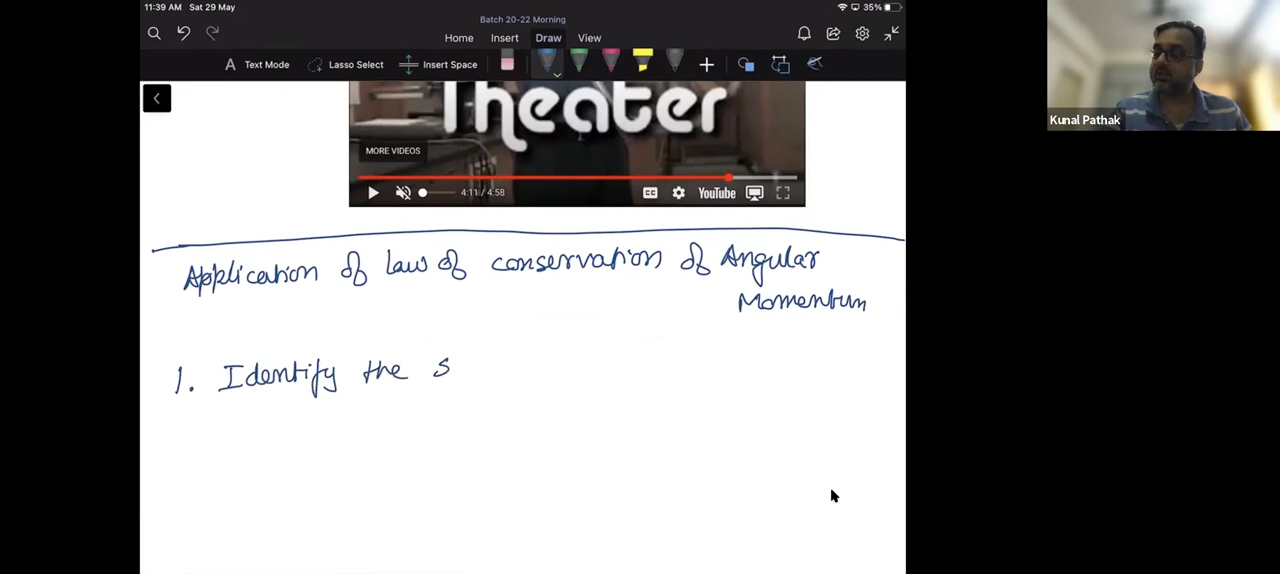 11:39 AM Sat 29 May
35%
Batch 20-22 Morning
Home Insert Draw View
Text Mode Lasso Select Insert Space
Theater
MORE VIDEOS
4:11 / 4:58
CC
YouTube
Kunal Pathak
Application of law of conservation of Angular
Momentum
1. Identify the s